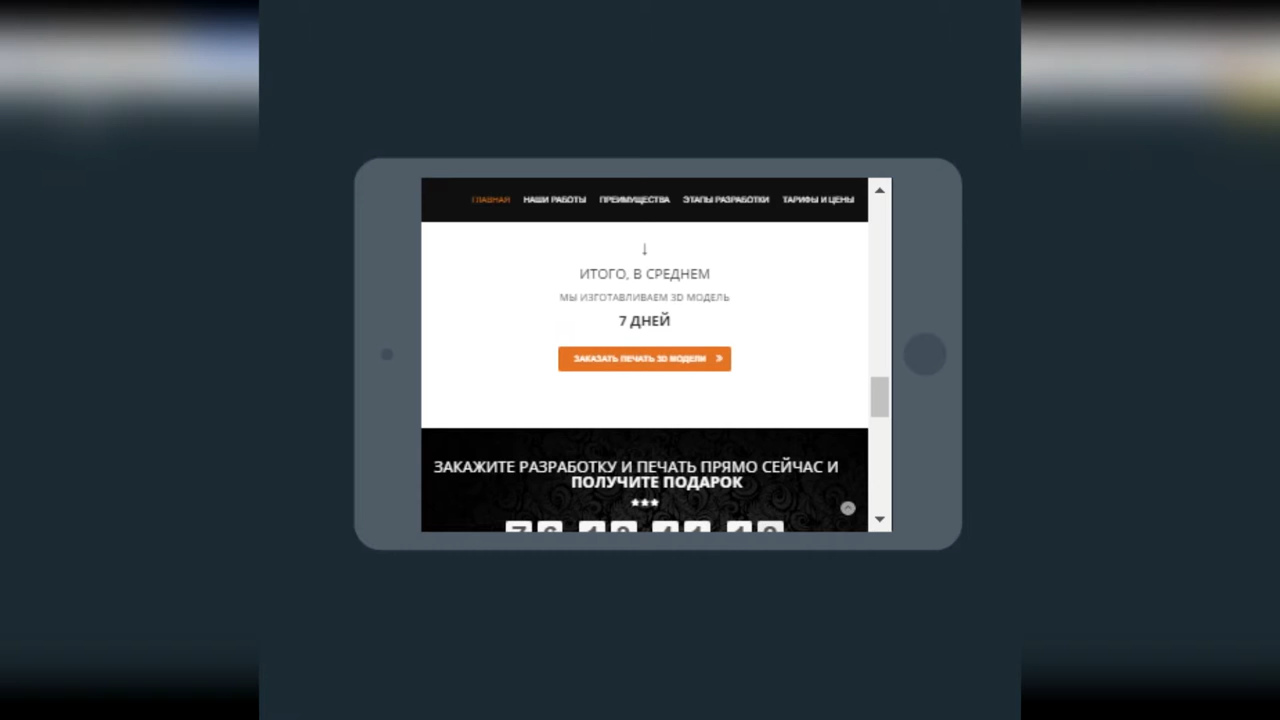 ГЛАВНАЯ НАШИ РАБОТЫ ПРЕИМУЩЕСТВА ЭТАПЫ РАЗРАБОТКИ ТАРИФЫ И ЦЕНЫ
↓
ИТОГО, В СРЕДНЕМ
МЫ ИЗГОТАВЛИВАЕМ 3D МОДЕЛЬ
7 ДНЕЙ
ЗАКАЗАТЬ ПЕЧАТЬ 3D МОДЕЛИ »
ЗАКАЖИТЕ РАЗРАБОТКУ И ПЕЧАТЬ ПРЯМО СЕЙЧАС И
ПОЛУЧИТЕ ПОДАРОК